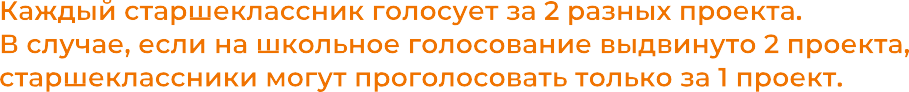 Каждый старшеклассник голосует за 2 разных проекта.
В случае, если на школьное голосование выдвинуто 2 проекта,
старшеклассники могут проголосовать только за 1 проект.